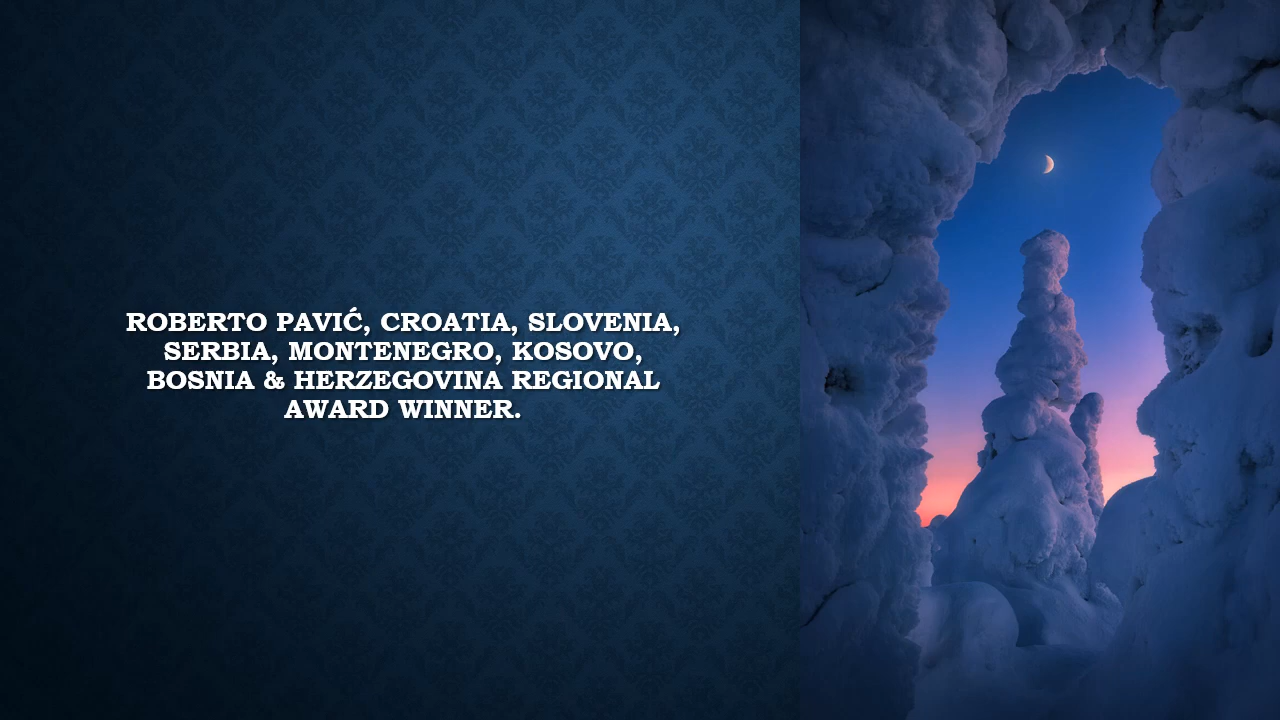 ROBERTO PAVIĆ, CROATIA, SLOVENIA,
SERBIA, MONTENEGRO, KOSOVO,
BOSNIA & HERZEGOVINA REGIONAL
AWARD WINNER.